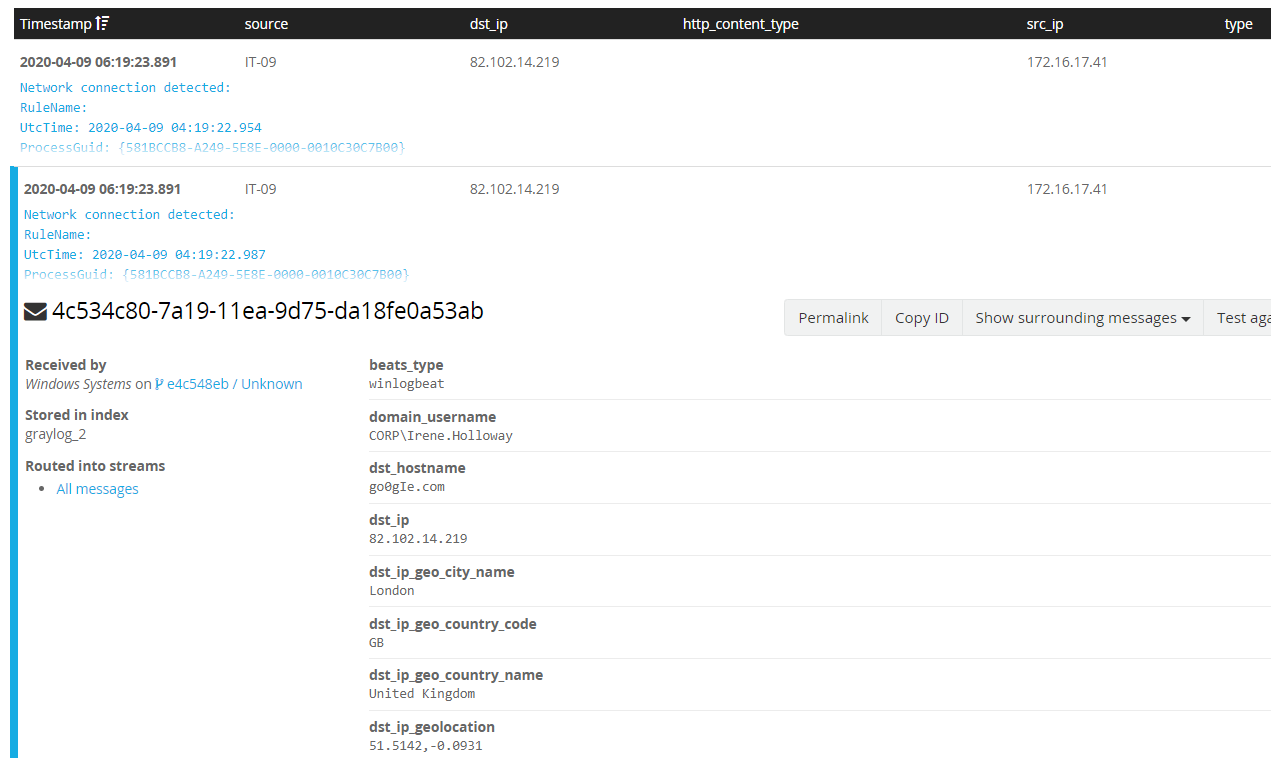 Timestamp source dst_ip http_content_type src_ip type
2020-04-09 06:19:23.891 IT-09 82.102.14.219 172.16.17.41
Network connection detected:
RuleName:
UtcTime: 2020-04-09 04:19:22.954
ProcessGuid: {581BCCB8-A249-5E8E-0000-0010C30C7B00}
2020-04-09 06:19:23.891 IT-09 82.102.14.219 172.16.17.41
Network connection detected:
RuleName:
UtcTime: 2020-04-09 04:19:22.987
ProcessGuid: {581BCCB8-A249-5E8E-0000-0010C30C7B00}
4c534c80-7a19-11ea-9d75-da18fe0a53ab
Permalink Copy ID Show surrounding messages Test aga
Received by
Windows Systems on e4c548eb / Unknown
Stored in index
graylog_2
Routed into streams
• All messages
beats_type
winlogbeat
domain_username
CORP\Irene.Holloway
dst_hostname
go0gIe.com
dst_ip
82.102.14.219
dst_ip_geo_city_name
London
dst_ip_geo_country_code
GB
dst_ip_geo_country_name
United Kingdom
dst_ip_geolocation
51.5142,-0.0931